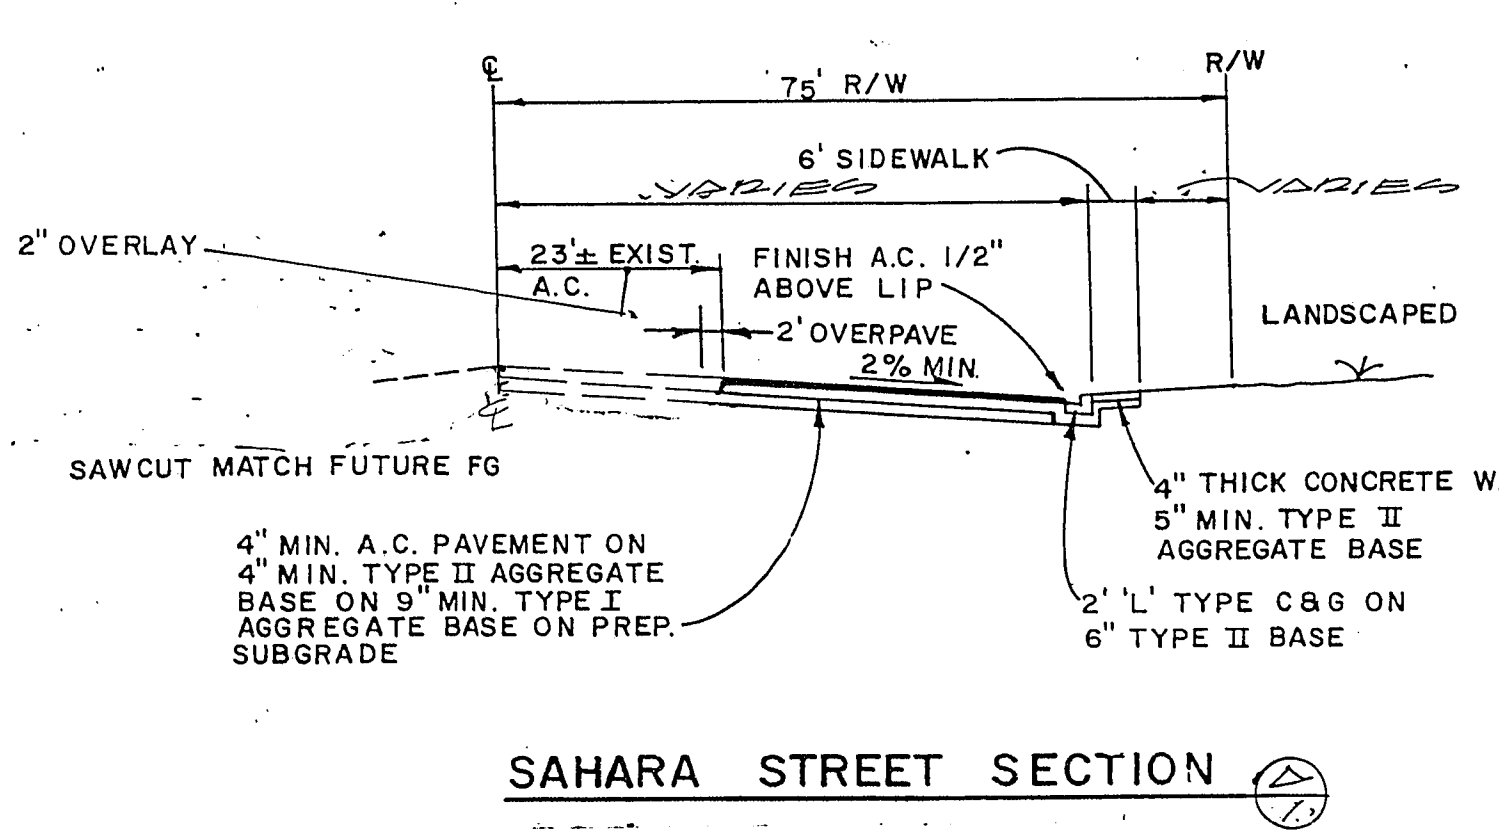 ℄
R/W
75' R/W
6' SIDEWALK
VARIES
VARIES
2" OVERLAY
23'± EXIST.
A.C.
FINISH A.C. 1/2"
ABOVE LIP
2' OVERPAVE
LANDSCAPED
2% MIN.
℄
SAWCUT MATCH FUTURE FG
4" THICK CONCRETE W
5" MIN. TYPE II
AGGREGATE BASE
4" MIN. A.C. PAVEMENT ON
4" MIN. TYPE II AGGREGATE
BASE ON 9" MIN. TYPE I
AGGREGATE BASE ON PREP.
SUBGRADE
2' 'L' TYPE C&G ON
6" TYPE II BASE
SAHARA STREET SECTION